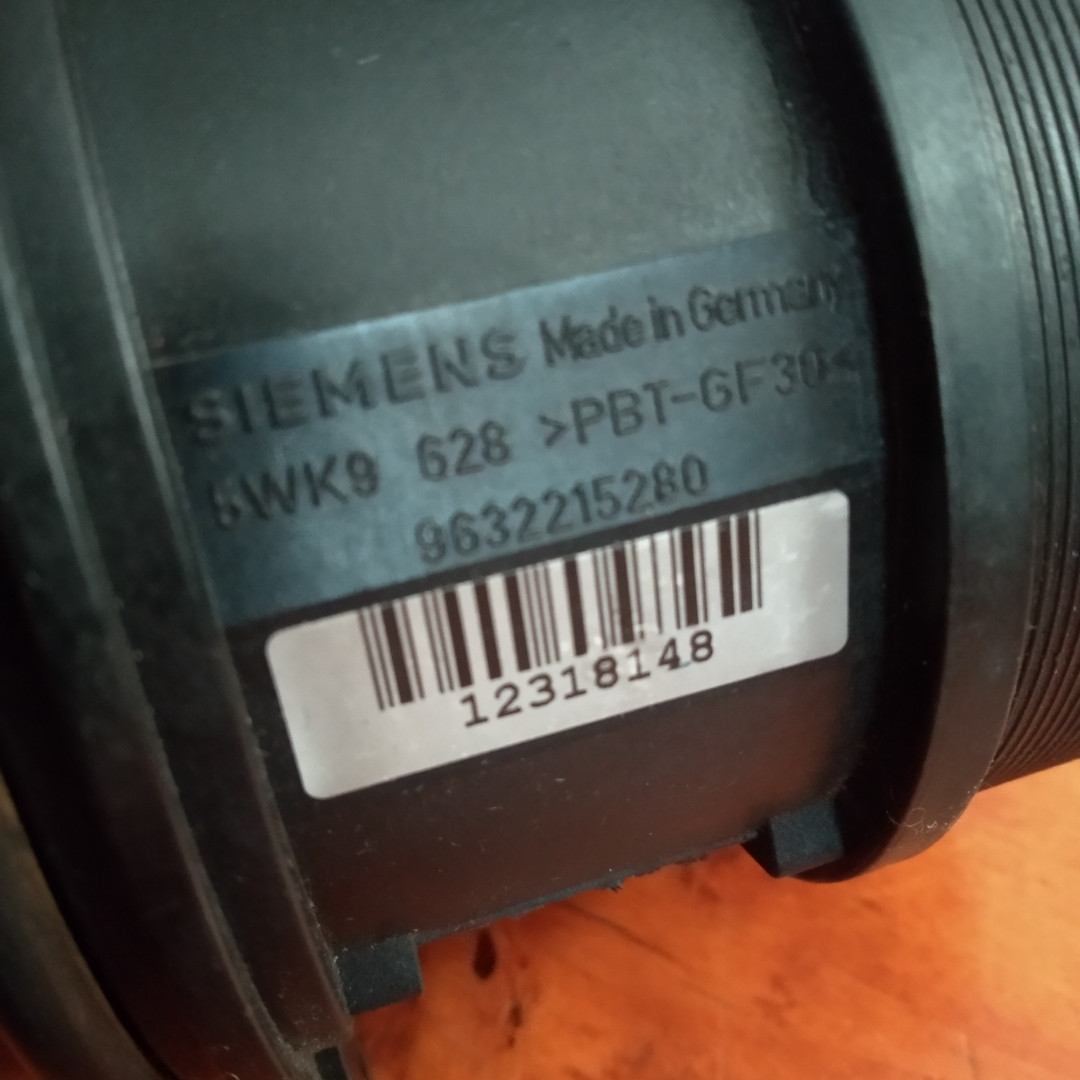 SIEMENS Made in Germany
5WK9 628 >PBT-GF30<
9632215280
12318148